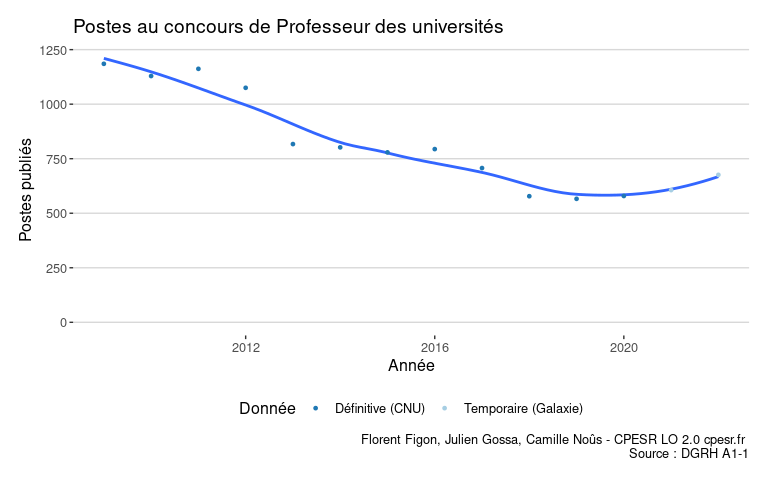 Postes au concours de Professeur des universités
Postes publiés
1250
1000
750
500
250
0
2012 2016 2020
Année
Donnée Définitive (CNU) Temporaire (Galaxie)
Florent Figon, Julien Gossa, Camille Noûs - CPESR LO 2.0 cpesr.fr
Source : DGRH A1-1